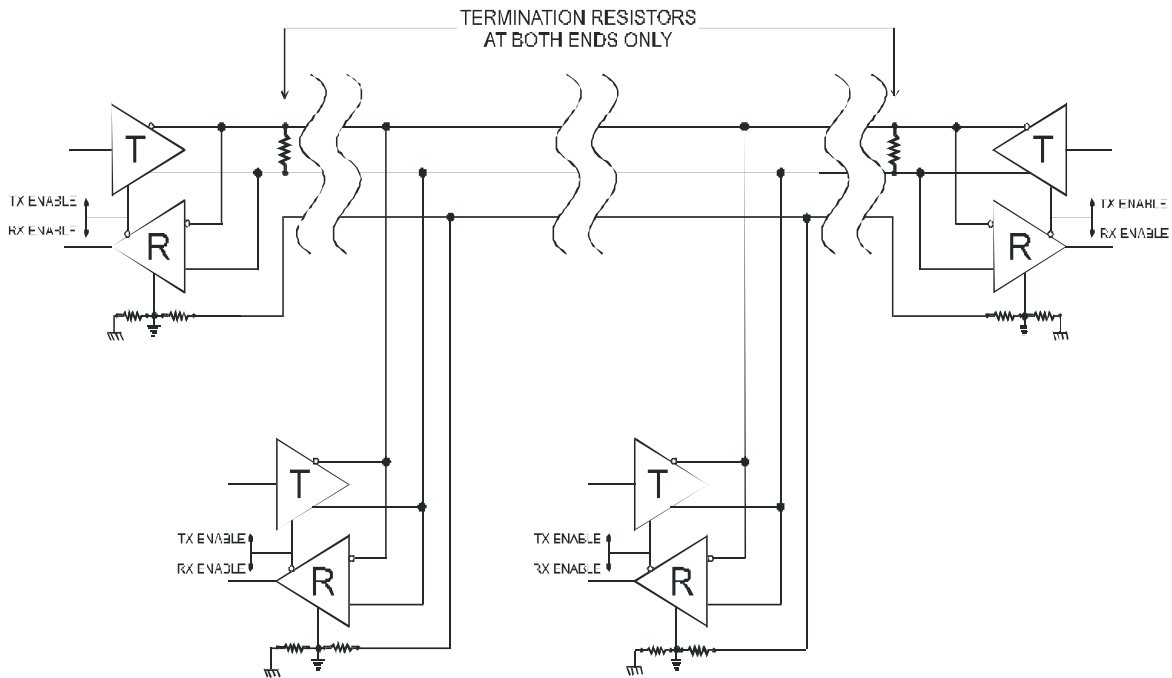 TERMINATION RESISTORS
AT BOTH ENDS ONLY
T
T
TX ENABLE
TX ENABLE
RX ENABLE
RX ENABLE
R
R
T
T
TX ENABLE
TX ENABLE
RX ENABLE
RX ENABLE
R
R